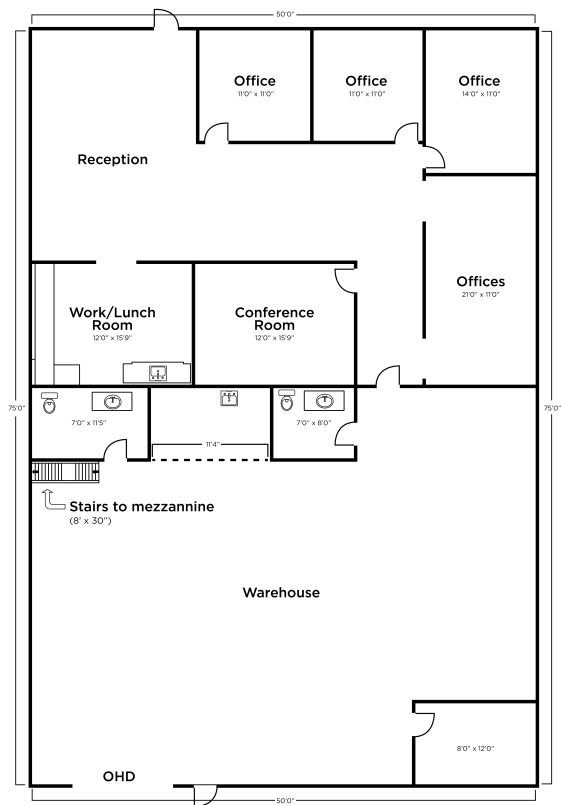 50'0"
Office
11'0" x 11'0"
Office
11'0" x 11'0"
Office
14'0" x 11'0"
Reception
Offices
21'0" x 11'0"
Work/Lunch
Room
12'0" x 15'9"
Conference
Room
12'0" x 15'9"
75'0"
75'0"
7'0" x 11'5"
7'0" x 8'0"
11'4"
Stairs to mezzannine
(8' x 30")
Warehouse
8'0" x 12'0"
OHD
50'0"